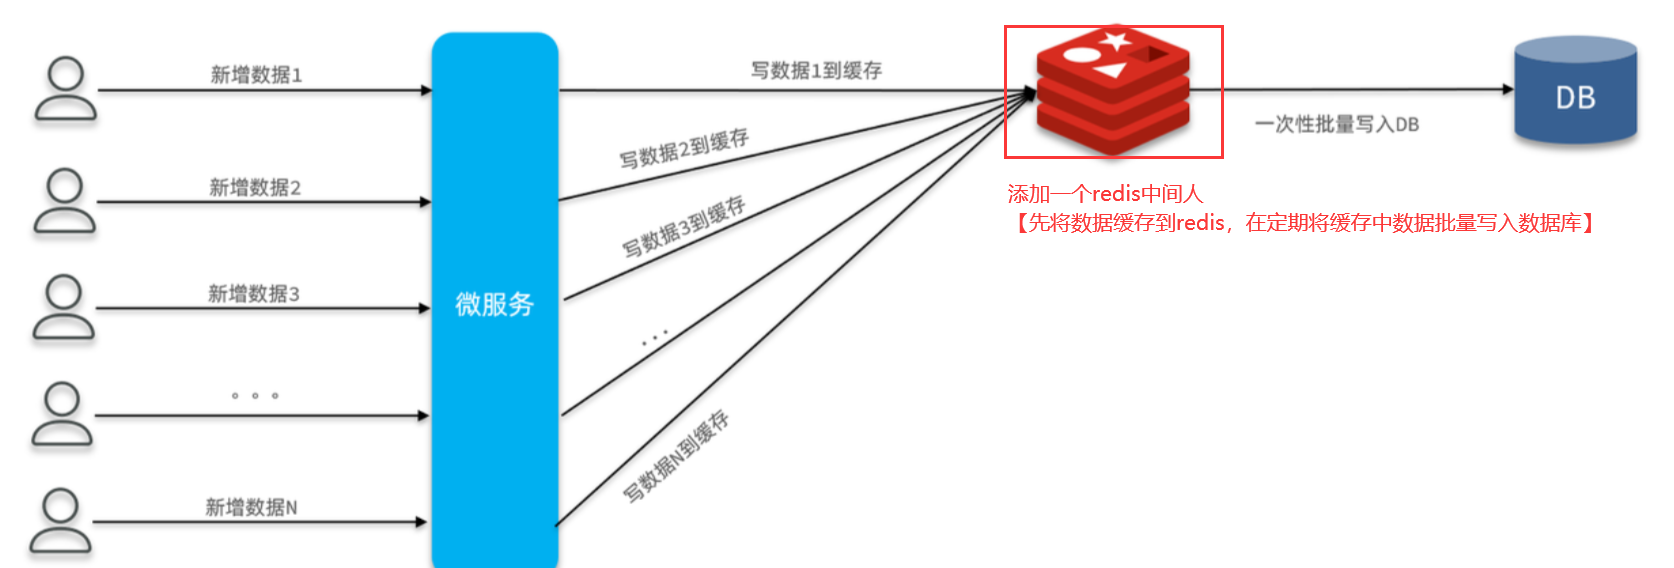 新增数据1
写数据1到缓存
DB
一次性批量写入DB
写数据2到缓存
新增数据2
添加一个redis中间人
【先将数据缓存到redis，在定期将缓存中数据批量写入数据库】
写数据3到缓存
新增数据3
微服务
...
。。。
写数据N到缓存
新增数据N